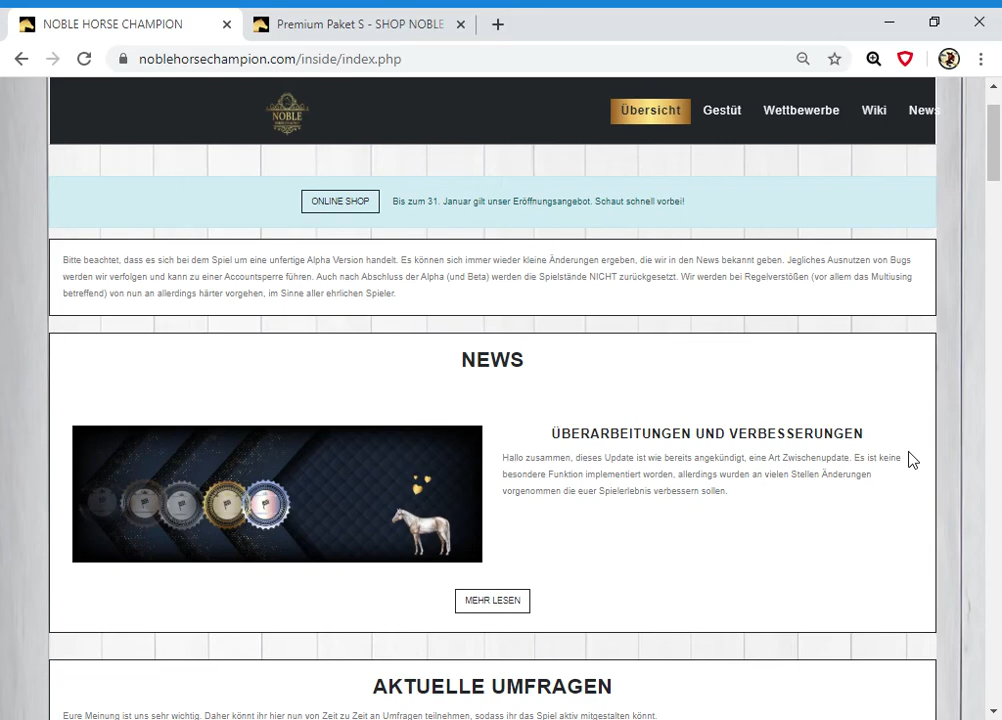 NOBLE HORSE CHAMPION
Premium Paket S - SHOP NOBLE
noblehorsechampion.com/inside/index.php
NOBLE
Übersicht Gestüt Wettbewerbe Wiki News
ONLINE SHOP Bis zum 31. Januar gilt unser Eröffnungsangebot. Schaut schnell vorbei!
Bitte beachtet, dass es sich bei dem Spiel um eine unfertige Alpha Version handelt. Es können sich immer wieder kleine Änderungen ergeben, die wir in den News bekannt geben. Jegliches Ausnutzen von Bugs
werden wir verfolgen und kann zu einer Accountsperre führen. Auch nach Abschluss der Alpha (und Beta) werden die Spielstände NICHT zurückgesetzt. Wir werden bei Regelverstößen (vor allem das Multiusing
betreffend) von nun an allerdings härter vorgehen, im Sinne aller ehrlichen Spieler.
NEWS
ÜBERARBEITUNGEN UND VERBESSERUNGEN
Hallo zusammen, dieses Update ist wie bereits angekündigt, eine Art Zwischenupdate. Es ist keine
besondere Funktion implementiert worden, allerdings wurden an vielen Stellen Änderungen
vorgenommen die euer Spielerlebnis verbessern sollen.
MEHR LESEN
AKTUELLE UMFRAGEN
Eure Meinung ist uns sehr wichtig. Daher könnt ihr hier nun von Zeit zu Zeit an Umfragen teilnehmen, sodass ihr das Spiel aktiv mitgestalten könnt.